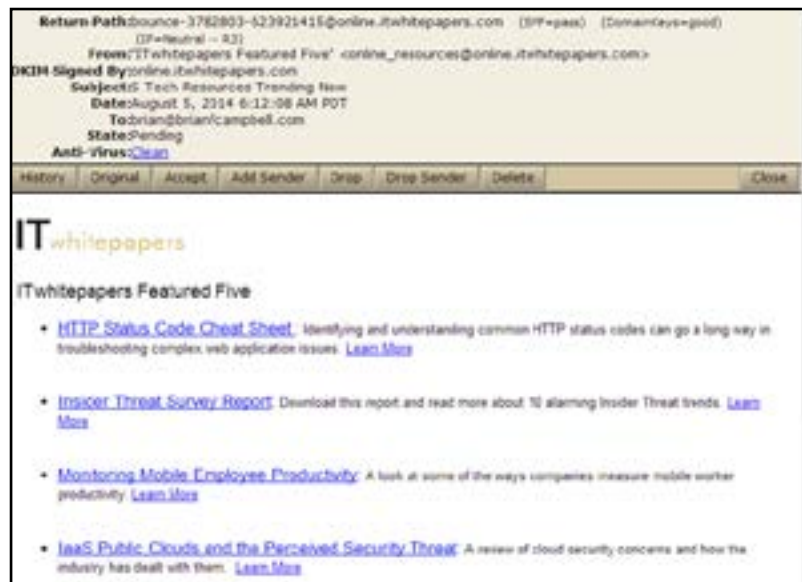 Return-Path:bounce-3782803-623921415@online.itwhitepapers.com (SPF=pass) (DomainKeys=good)
(IP=Neutral -- R3)
From:"ITwhitepapers Featured Five" <online_resources@online.itwhitepapers.com>
DKIM-Signed By:online.itwhitepapers.com
Subject:5 Tech Resources Trending Now
Date:August 5, 2014 6:12:08 AM PDT
To:
State:Pending
Anti-Virus:Clean
History Original Accept Add Sender Drop Drop Sender Delete Close
ITwhitepapers
ITwhitepapers Featured Five
• HTTP Status Code Cheat Sheet: Identifying and understanding common HTTP status codes can go a long way in
troubleshooting complex web application issues. Learn More
• Insider Threat Survey Report: Download this report and read more about 10 alarming Insider Threat trends. Learn
More
• Monitoring Mobile Employee Productivity: A look at some of the ways companies measure mobile worker
productivity. Learn More
• IaaS Public Clouds and the Perceived Security Threat: A review of cloud security concerns and how the
industry has dealt with them. Learn More